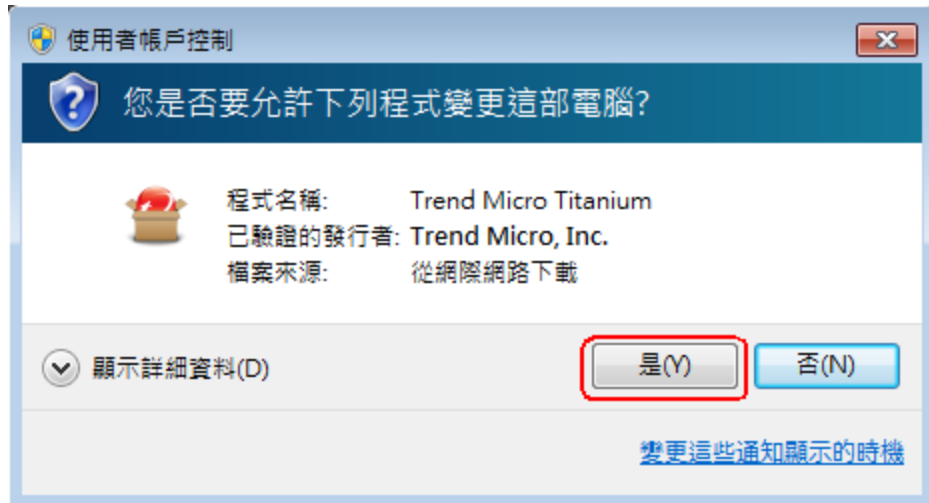 使用者帳戶控制
您是否要允許下列程式變更這部電腦?
程式名稱: Trend Micro Titanium
已驗證的發行者: Trend Micro, Inc.
檔案來源: 從網際網路下載
顯示詳細資料(D) 是(Y) 否(N)
變更這些通知顯示的時機